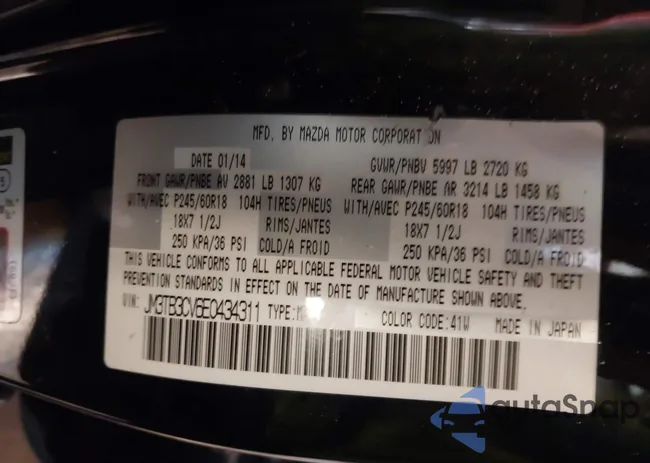 MFD. BY MAZDA MOTOR CORPORATION
DATE 01/14
GVWR/PNBV 5997 LB 2720 KG
FRONT GAWR/PNBE AV 2881 LB 1307 KG
REAR GAWR/PNBE AR 3214 LB 1458 KG
WITH/AVEC P245/60R18 104H TIRES/PNEUS
WITH/AVEC P245/60R18 104H TIRES/PNEUS
18X7 1/2J RIMS/JANTES
18X7 1/2J RIMS/JANTES
250 KPA/36 PSI COLD/A FROID
250 KPA/36 PSI COLD/A FROID
THIS VEHICLE CONFORMS TO ALL APPLICABLE FEDERAL MOTOR VEHICLE SAFETY AND THEFT
PREVENTION STANDARDS IN EFFECT ON THE DATE OF MANUFACTURE SHOWN ABOVE.
VIN: JM3TB3CV6E0434311 TYPE: COLOR CODE:41W MADE IN JAPAN
autoSnap